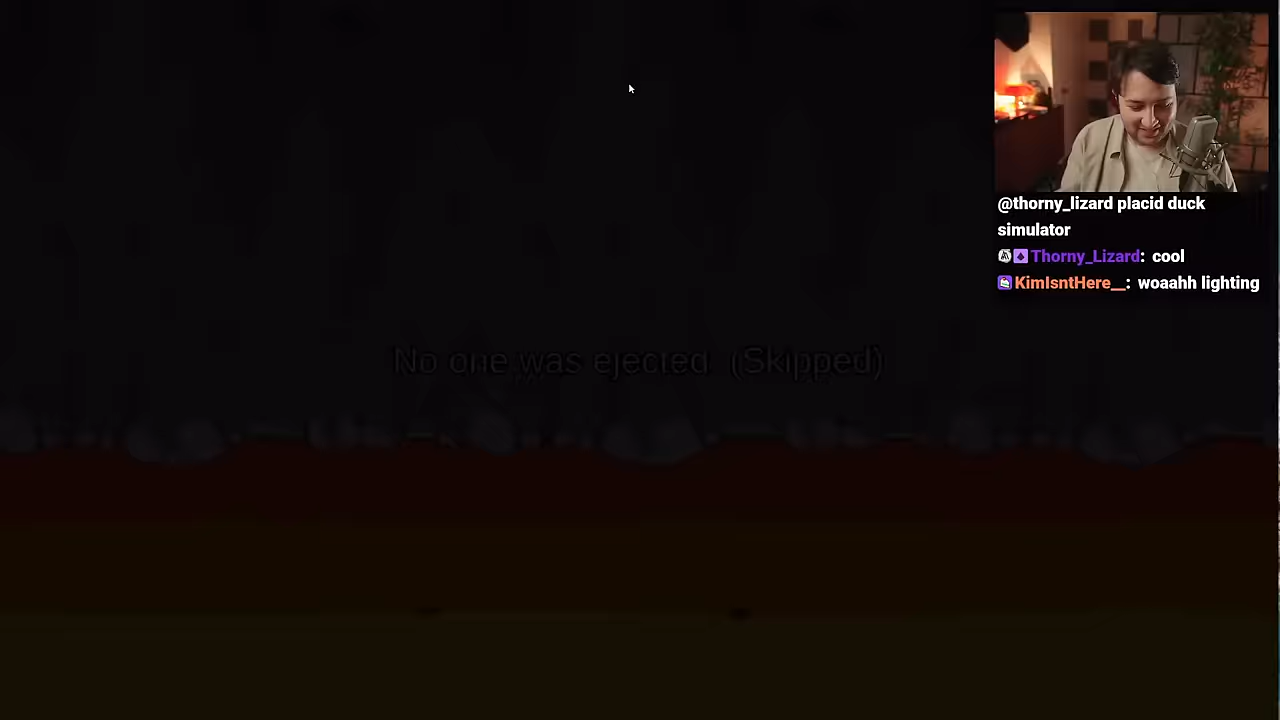 @thorny_lizard placid duck
simulator
Thorny_Lizard: cool
KimIsntHere__: woaahh lighting
No one was ejected. (Skipped)